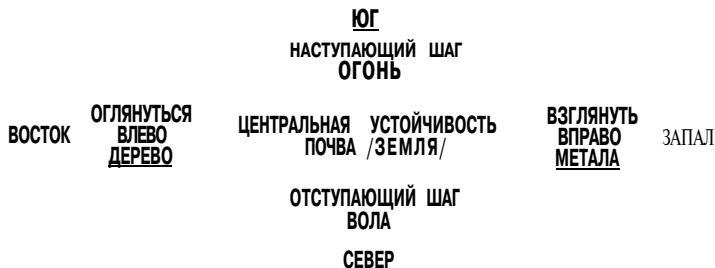 ЮГ
НАСТУПАЮЩИЙ ШАГ
ОГОНЬ
ВОСТОК
ОГЛЯНУТЬСЯ
ВЛЕВО
ДЕРЕВО
ЦЕНТРАЛЬНАЯ УСТОЙЧИВОСТЬ
ПОЧВА /ЗЕМЛЯ/
ВЗГЛЯНУТЬ
ВПРАВО
МЕТАЛА
ЗАПАЛ
ОТСТУПАЮЩИЙ ШАГ
ВОЛА
СЕВЕР